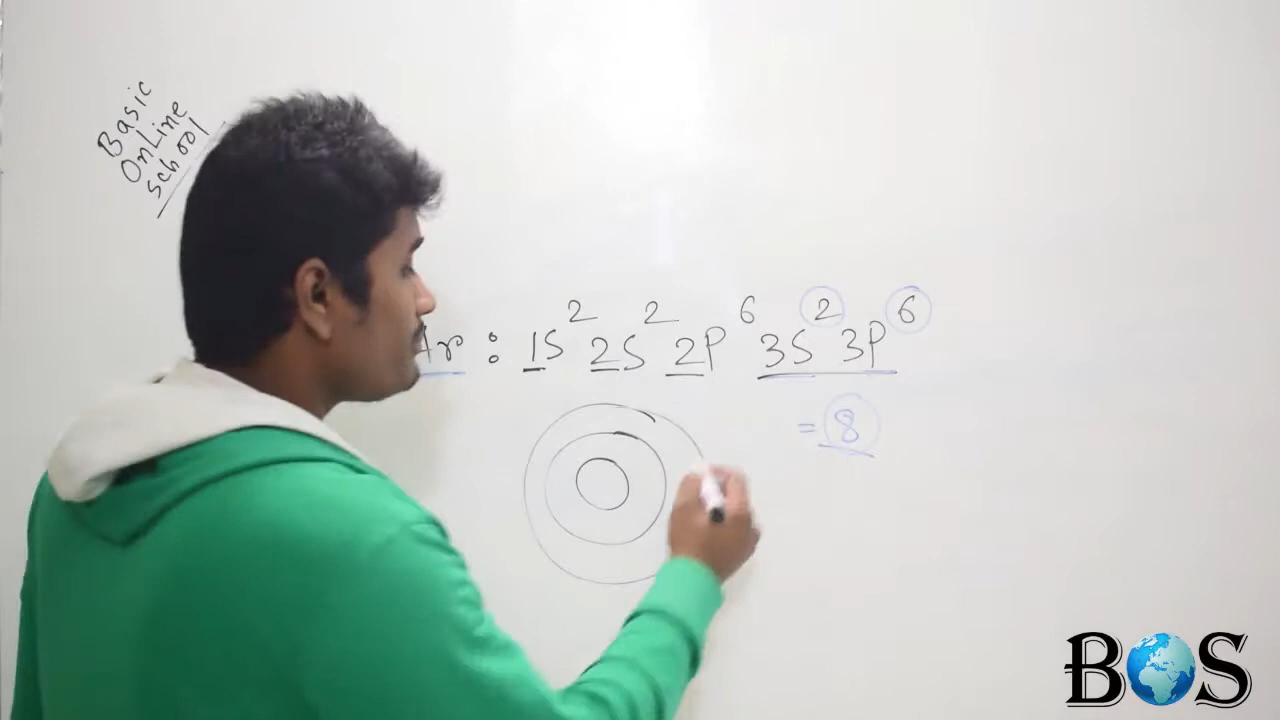 Basic
OnLine
School
Ar : 1S² 2S² 2P⁶ 3S² 3P⁶
= 8
BOS